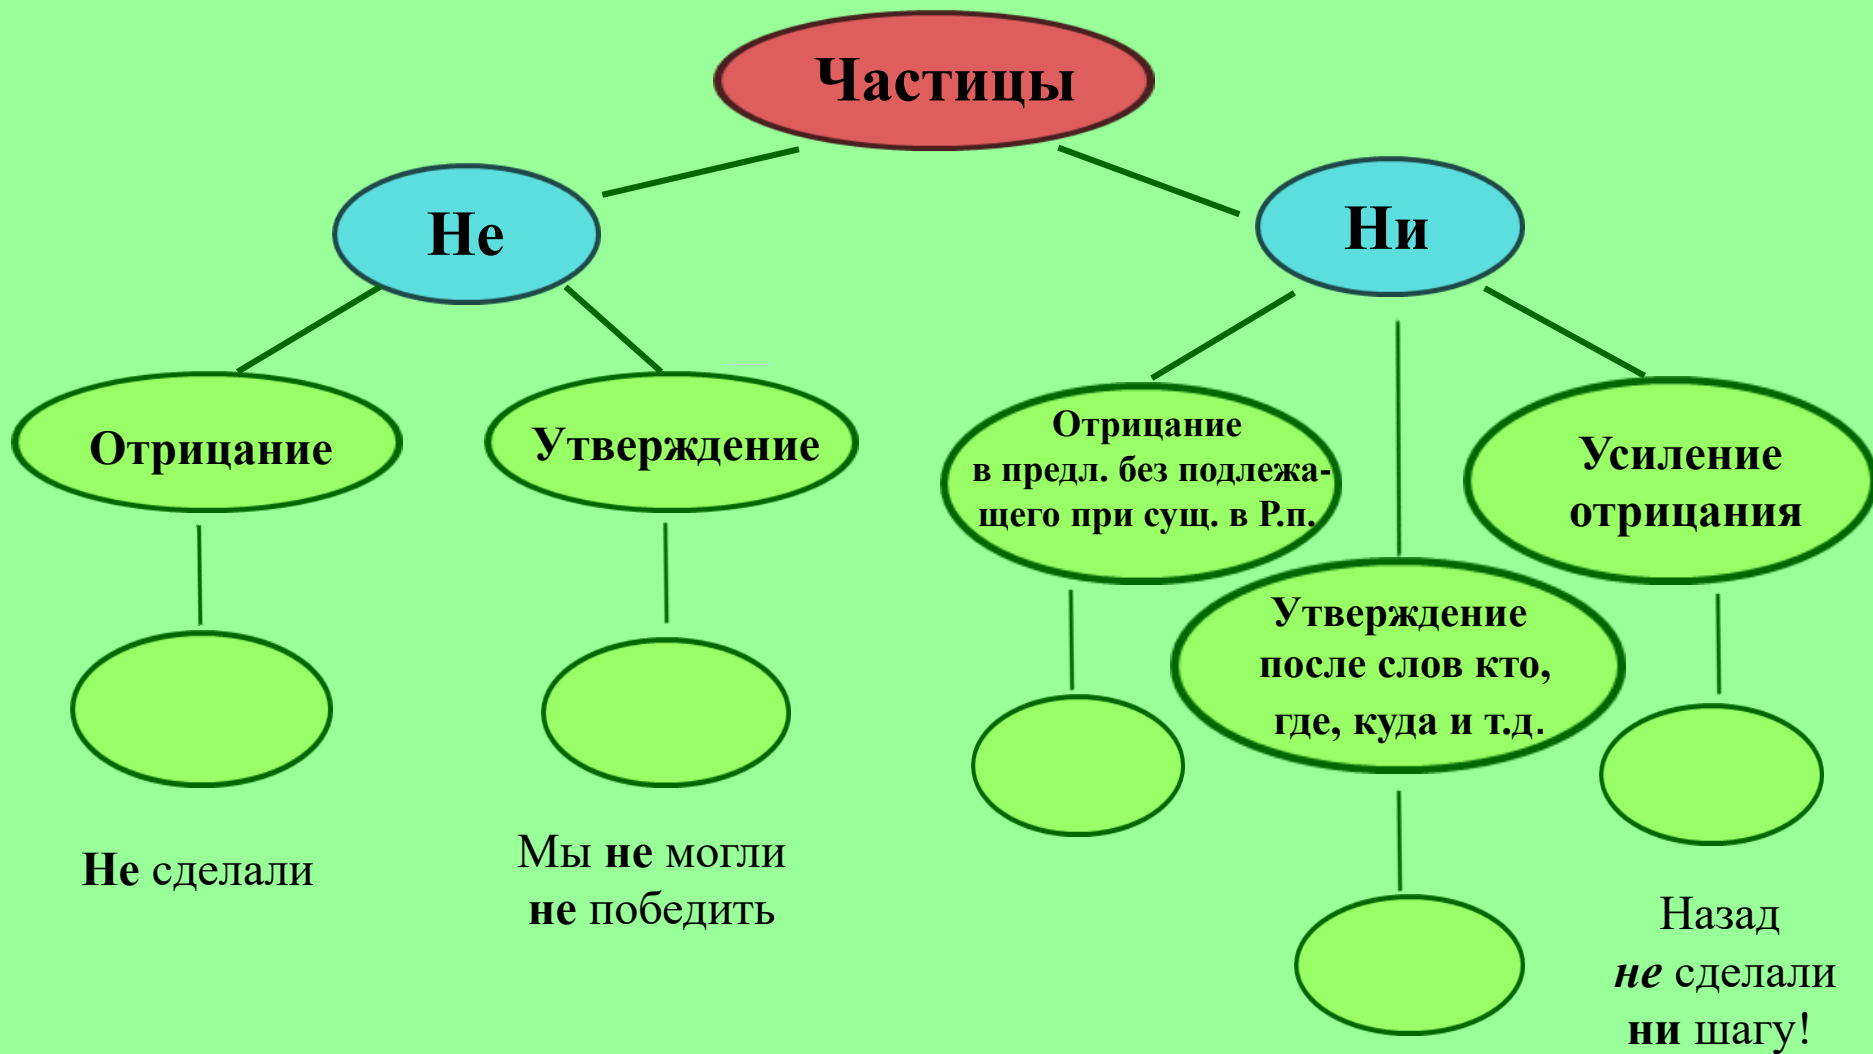 Частицы
Не
Ни
Отрицание
Утверждение
Отрицание
в предл. без подлежа-
щего при сущ. в Р.п.
Усиление
отрицания
Утверждение
после слов кто,
где, куда и т.д.
Не сделали
Мы не могли
не победить
Назад
не сделали
ни шагу!